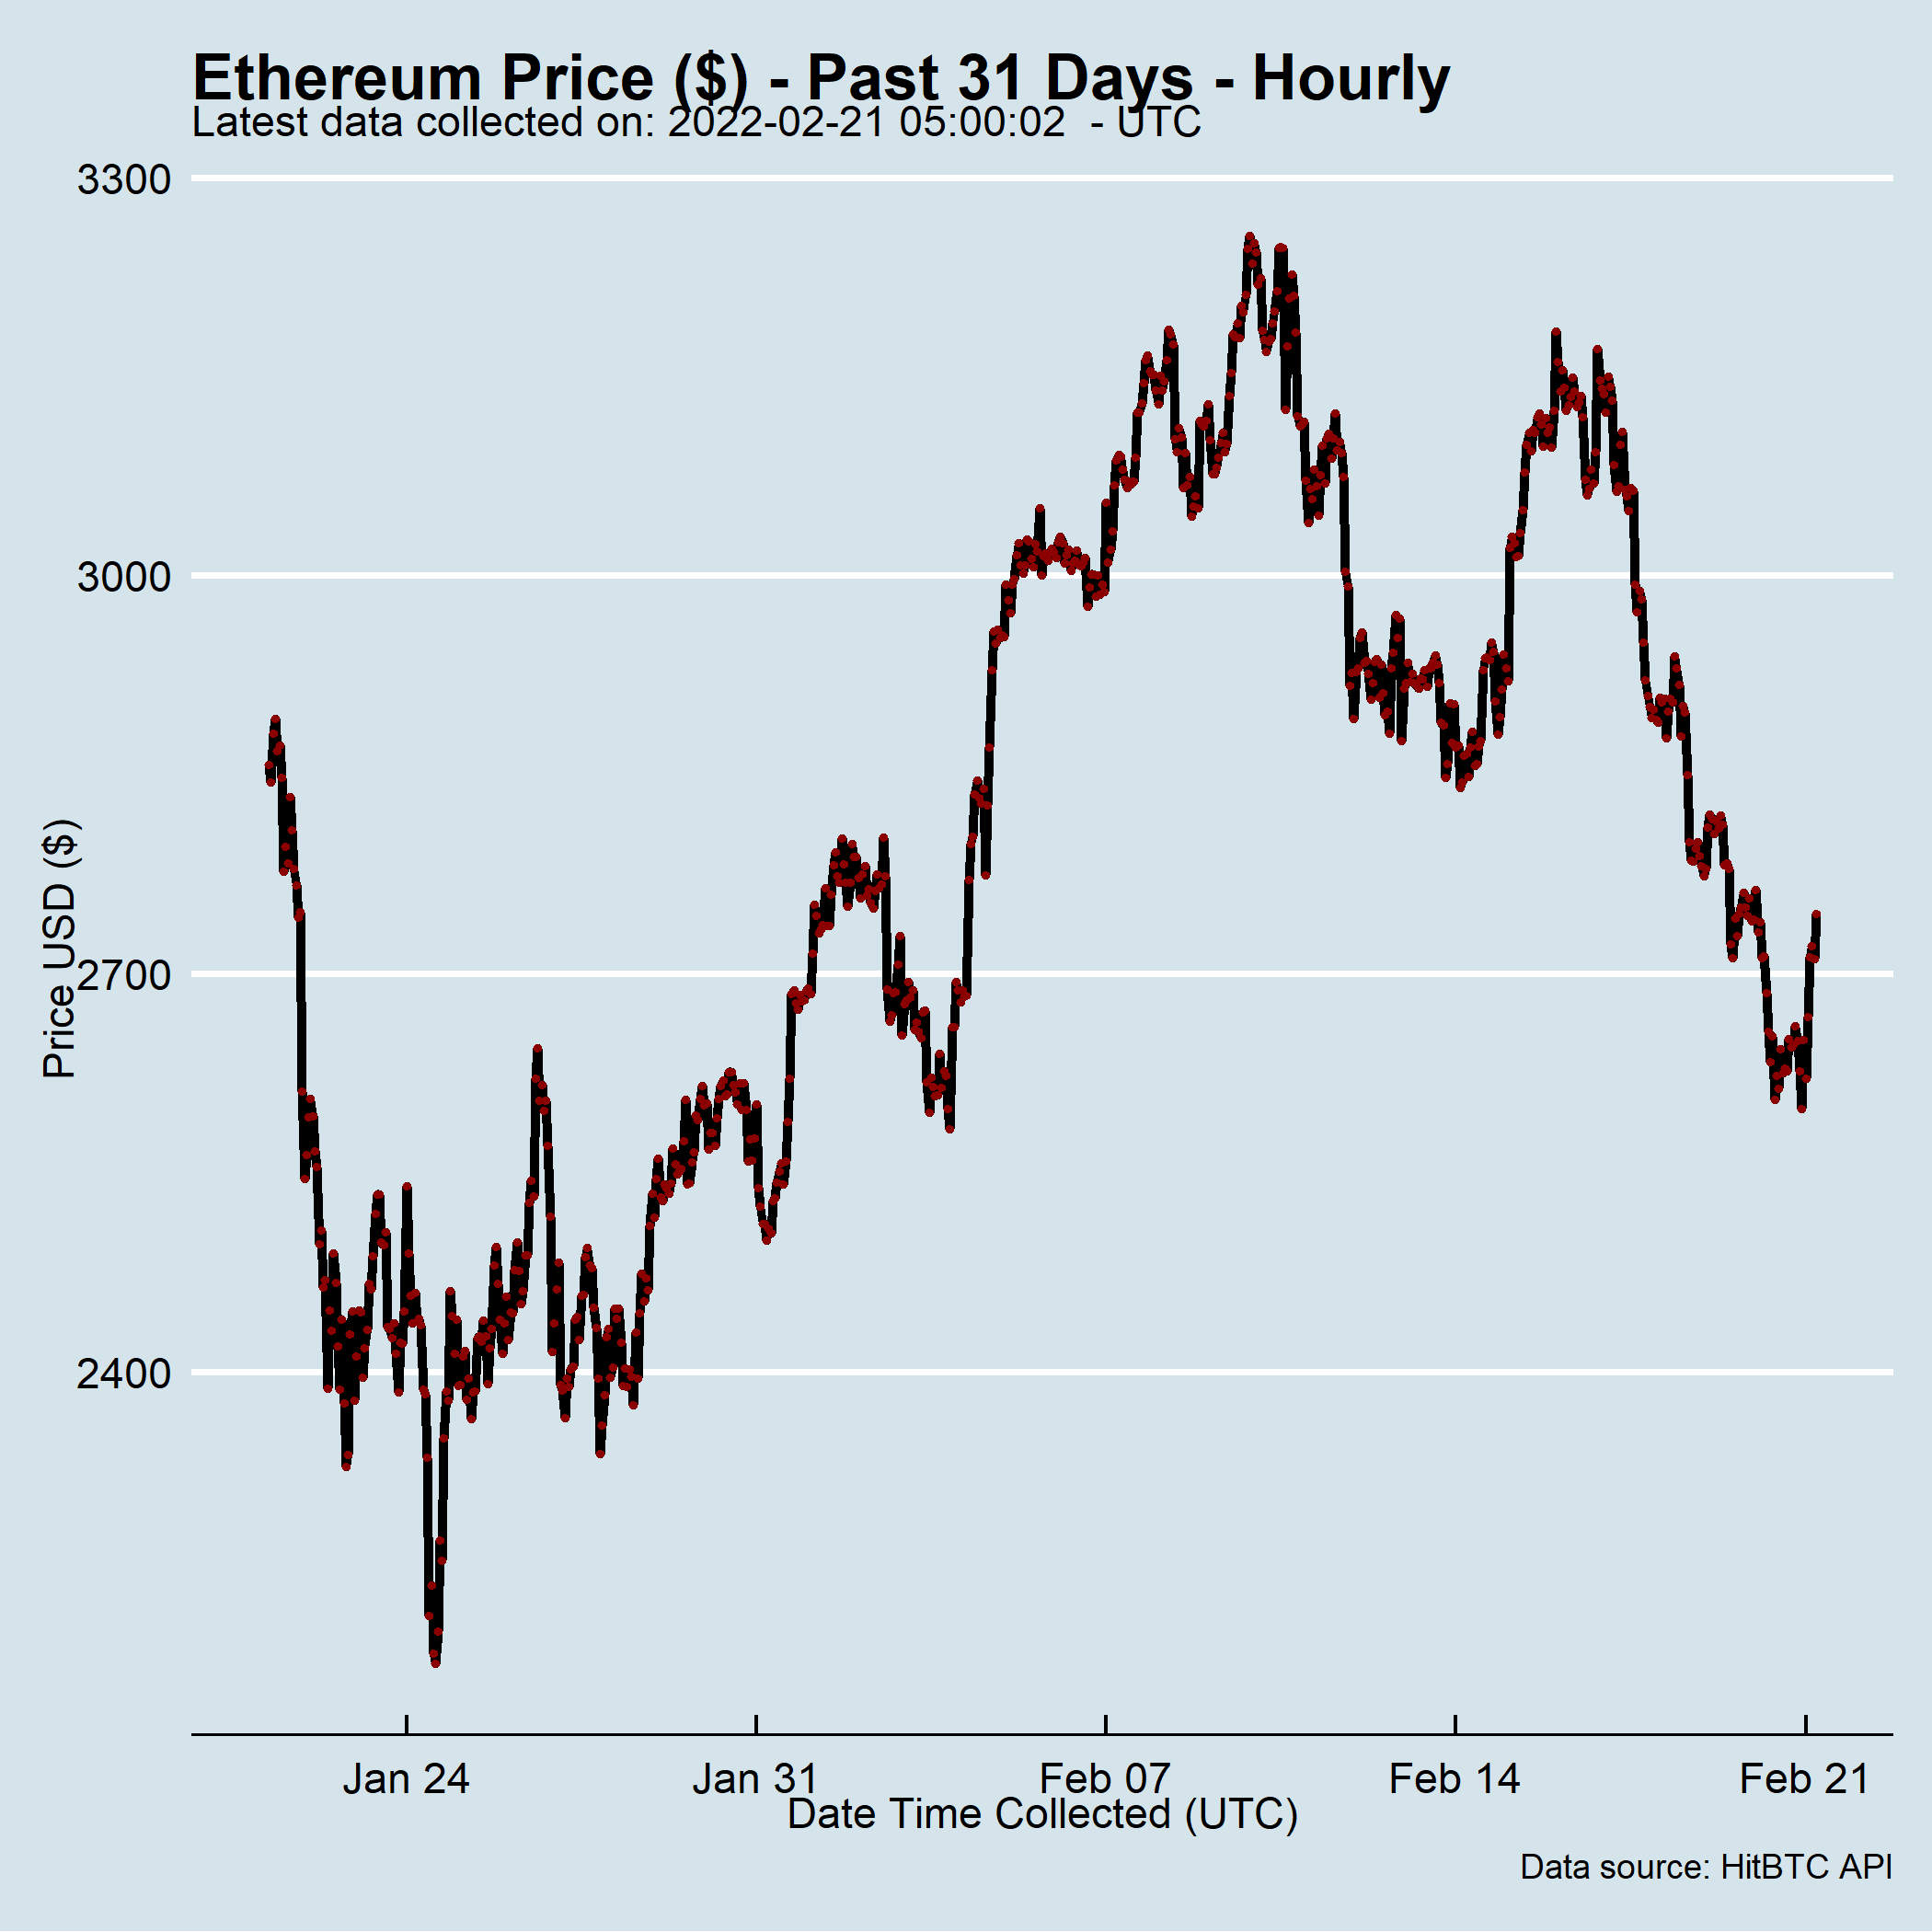 Ethereum Price ($) - Past 31 Days - Hourly
Latest data collected on: 2022-02-21 05:00:02  - UTC
3300
3000
2700
2400
Price USD ($)
Jan 24
Jan 31
Feb 07
Feb 14
Feb 21
Date Time Collected (UTC)
Data source: HitBTC API